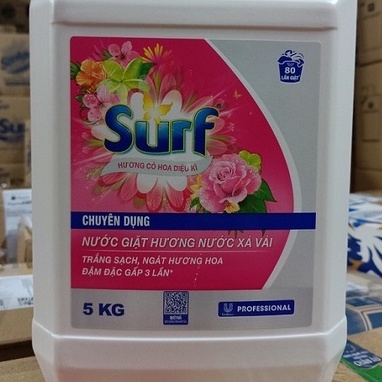 80
LẦN GIẶT
Surf
HƯƠNG CỎ HOA DIỆU KÌ
CHUYÊN DỤNG
NƯỚC GIẶT HƯƠNG NƯỚC XẢ VẢI
TRẮNG SẠCH, NGÁT HƯƠNG HOA
ĐẬM ĐẶC GẤP 3 LẦN*
5 KG
PROFESSIONAL